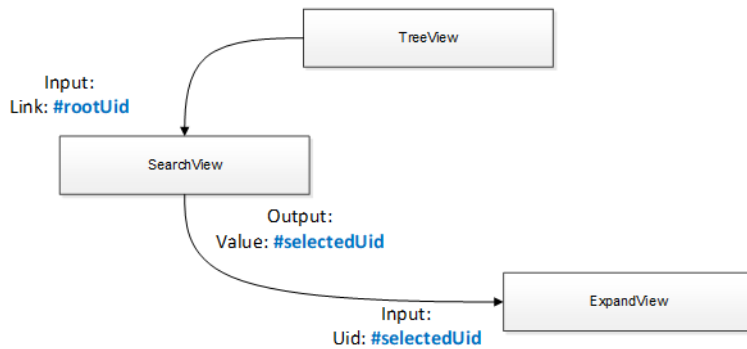 TreeView
Input:
Link: #rootUid
SearchView
Output:
Value: #selectedUid
ExpandView
Input:
Uid: #selectedUid